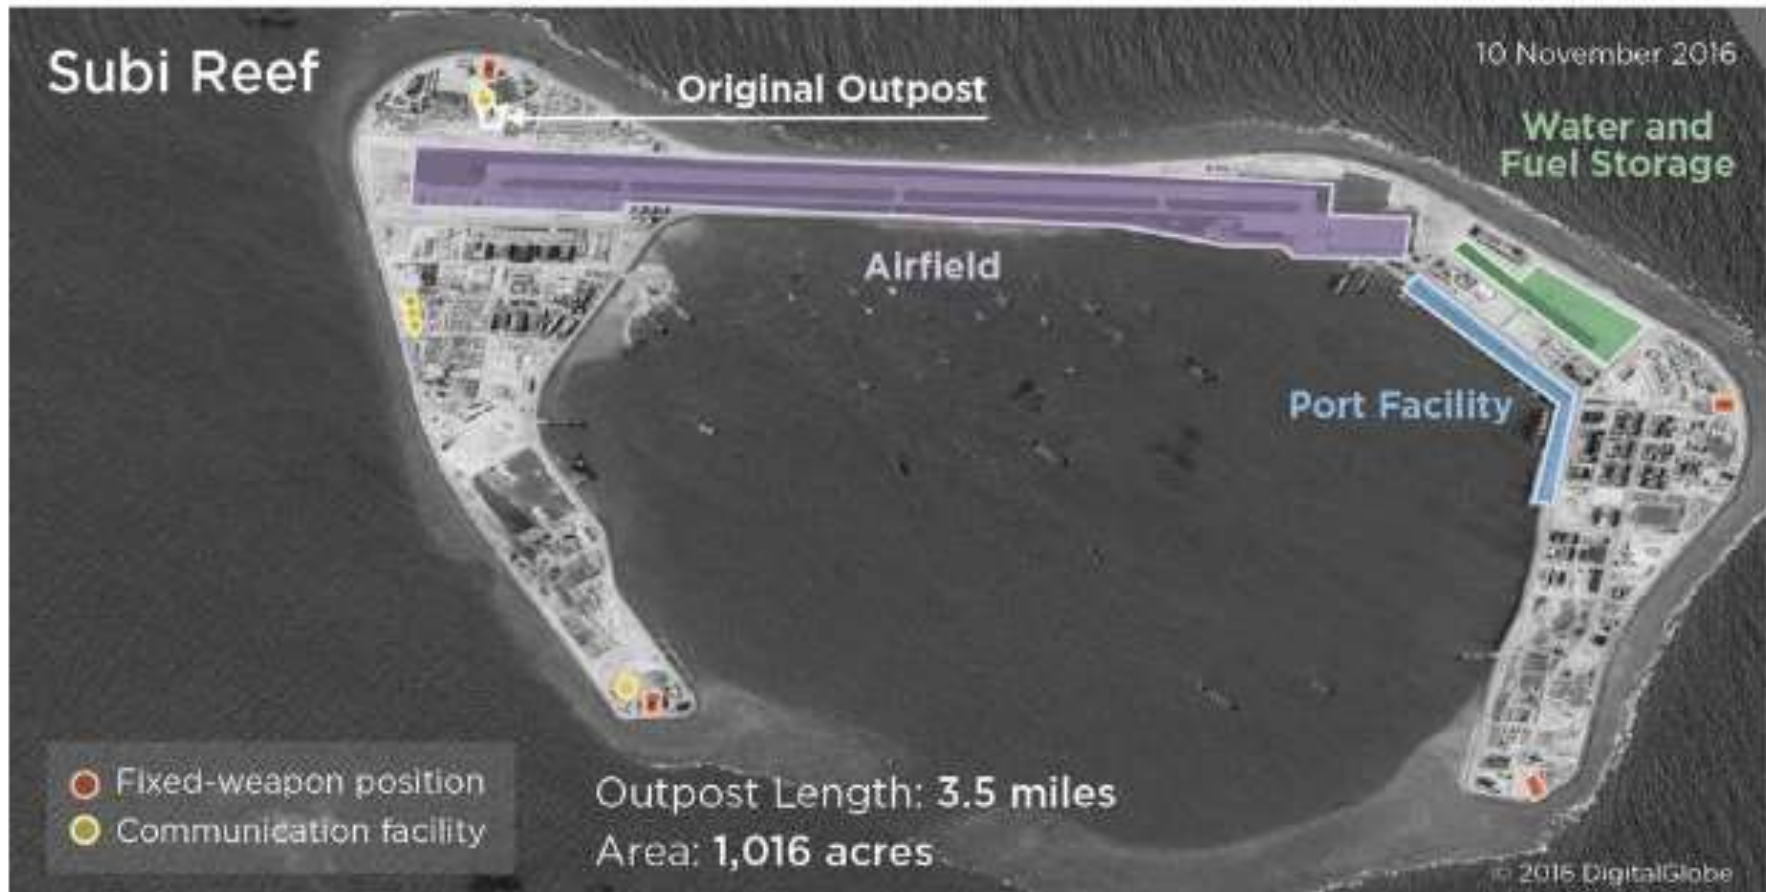 Subi Reef
10 November 2016
Original Outpost
Water and
Fuel Storage
Airfield
Port Facility
Fixed-weapon position
Communication facility
Outpost Length: 3.5 miles
Area: 1,016 acres
© 2016 DigitalGlobe